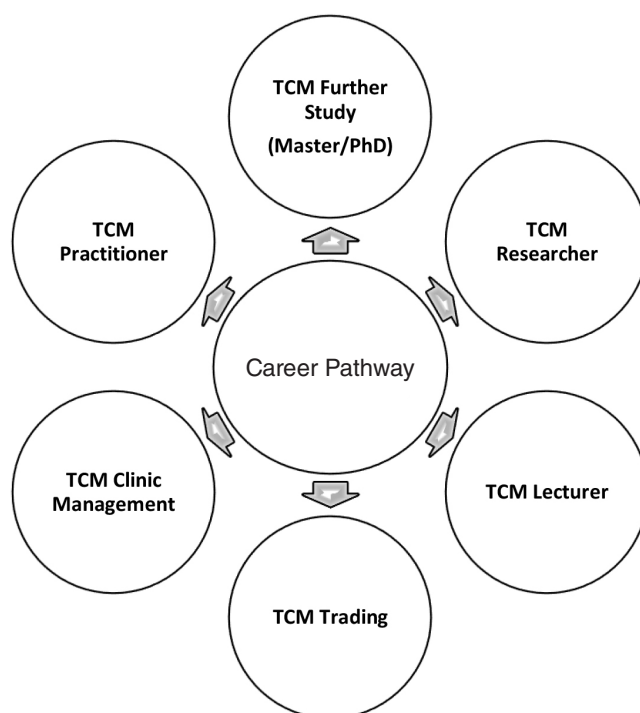 TCM Further
Study
(Master/PhD)
TCM
Practitioner
TCM
Researcher
Career Pathway
TCM Clinic
Management
TCM Lecturer
TCM Trading